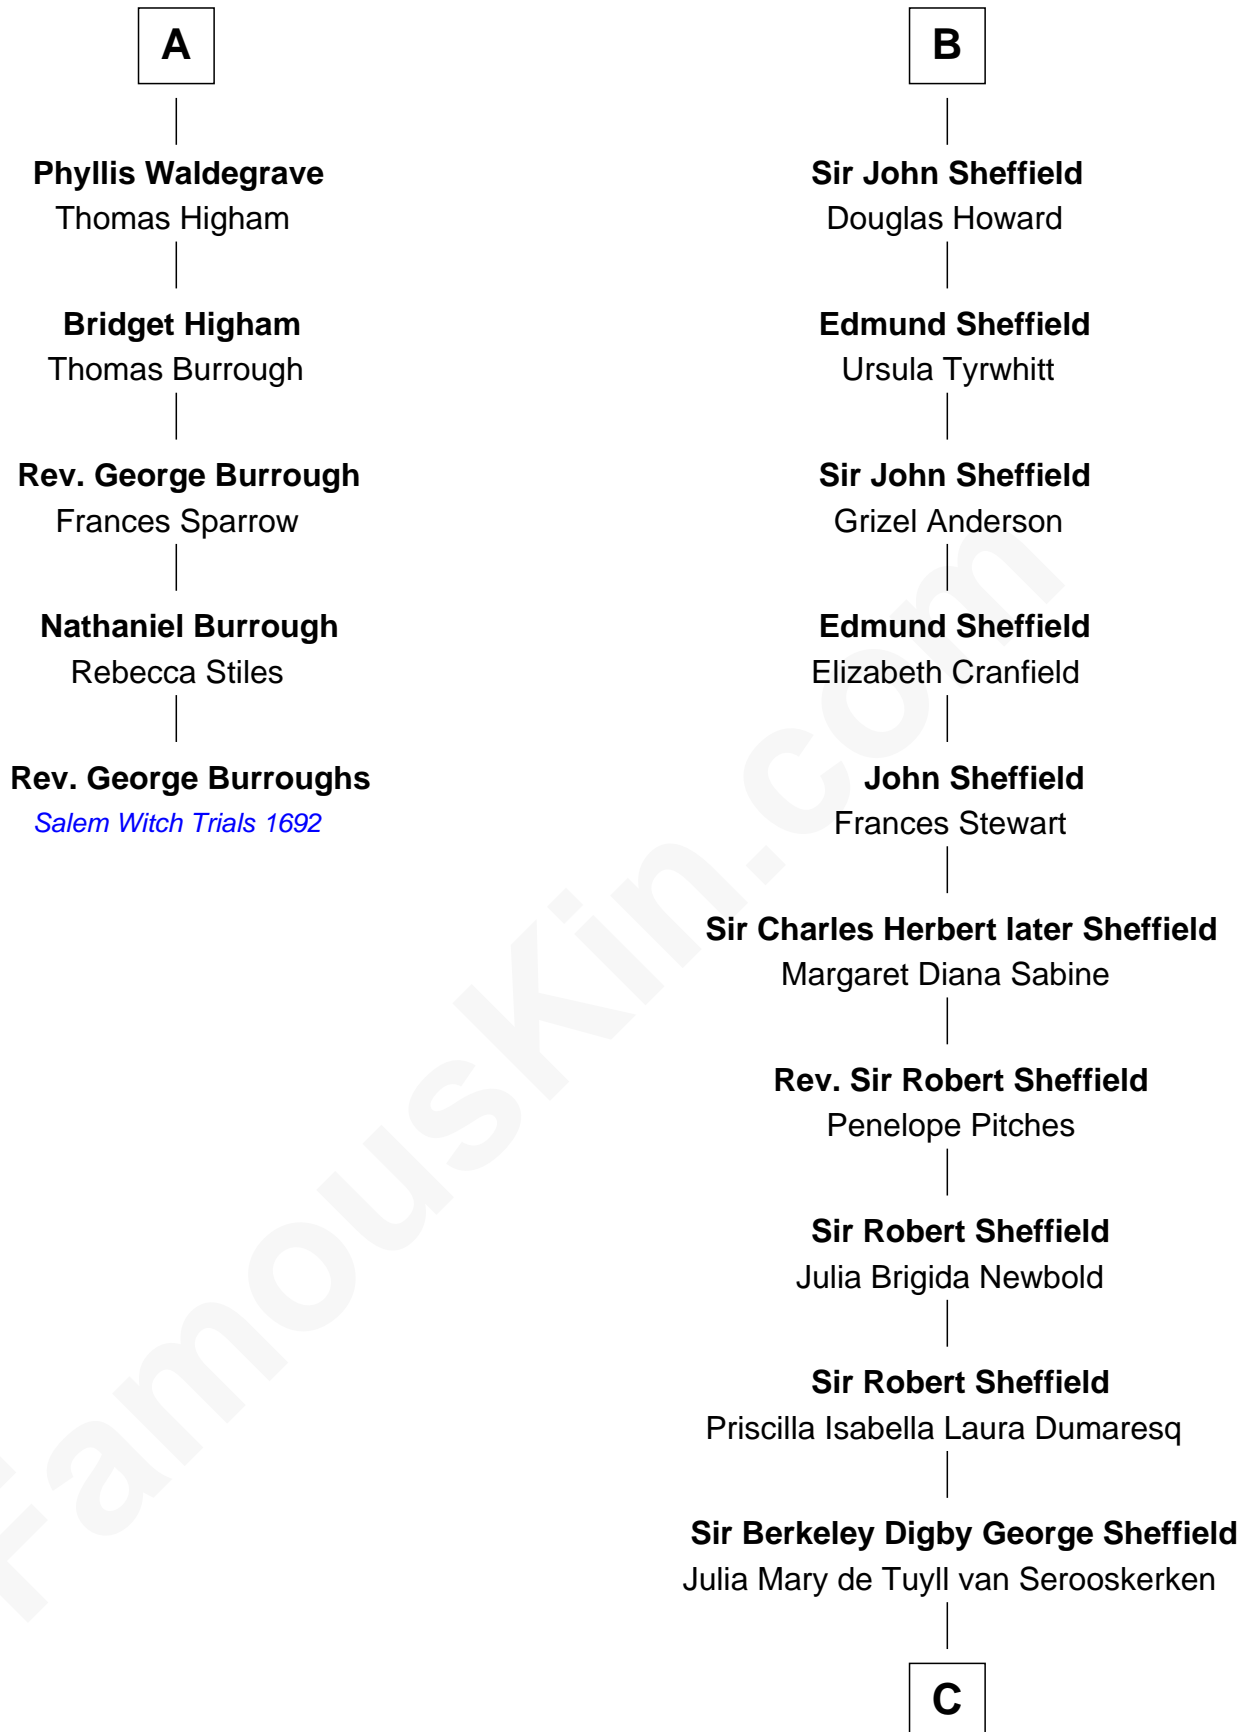 A
Phyllis Waldegrave
Thomas Higham
Bridget Higham
Thomas Burrough
Rev. George Burrough
Frances Sparrow
Nathaniel Burrough
Rebecca Stiles
Rev. George Burroughs
Salem Witch Trials 1692
B
Sir John Sheffield
Douglas Howard
Edmund Sheffield
Ursula Tyrwhitt
Sir John Sheffield
Grizel Anderson
Edmund Sheffield
Elizabeth Cranfield
John Sheffield
Frances Stewart
Sir Charles Herbert later Sheffield
Margaret Diana Sabine
Rev. Sir Robert Sheffield
Penelope Pitches
Sir Robert Sheffield
Julia Brigida Newbold
Sir Robert Sheffield
Priscilla Isabella Laura Dumaresq
Sir Berkeley Digby George Sheffield
Julia Mary de Tuyll van Serooskerken
C
FamousKin.com